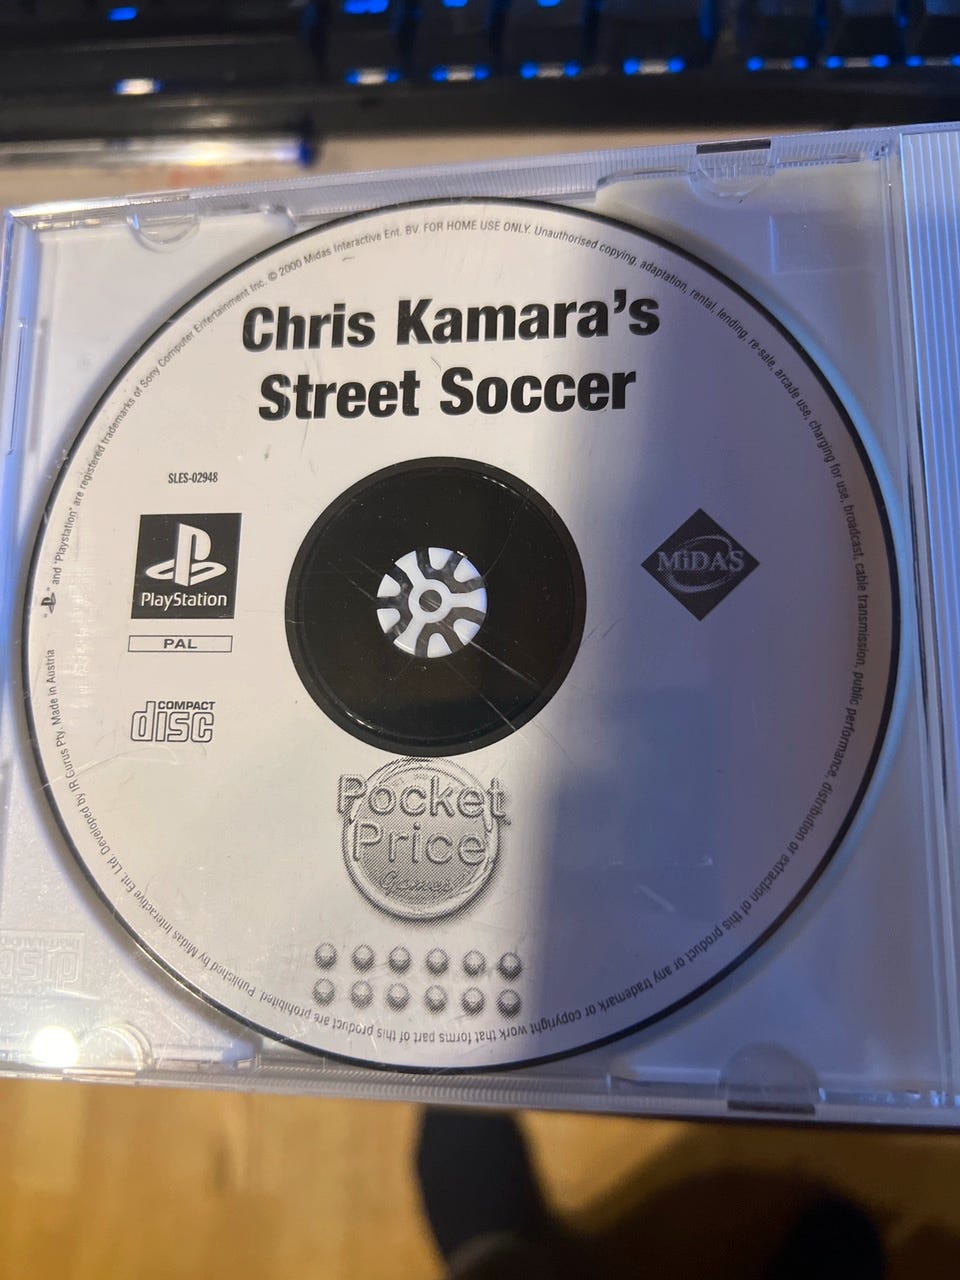 Chris Kamara's
Street Soccer
SLES-02948
PlayStation
PAL
COMPACT
disc
MiDAS
Pocket
Price
Games
"PS" and "Playstation" are registered trademarks of Sony Computer Entertainment Inc. © 2000 Midas Interactive Ent. BV. FOR HOME USE ONLY. Unauthorised copying, adaptation, rental, lending, re-sale, arcade use, charging for use, broadcast, cable transmission, public performance, distribution or extraction of this product or any trademark or copyright work that forms part of this product are prohibited. Published by Midas Interactive Ent. Ltd. Developed by IR Gurus Pty. Made in Austria